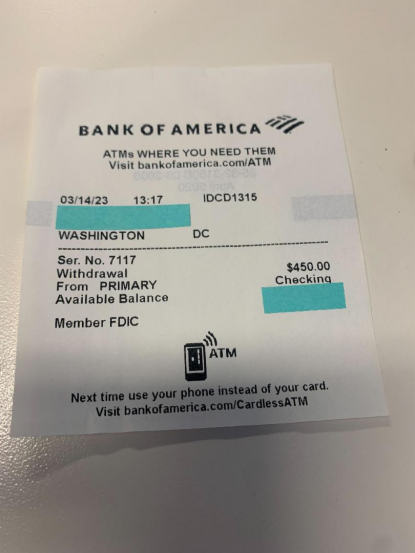 BANK OF AMERICA
ATMs WHERE YOU NEED THEM
Visit bankofamerica.com/ATM
03/14/23 13:17 IDCD1315
WASHINGTON DC
Ser. No. 7117
Withdrawal $450.00
From PRIMARY Checking
Available Balance
Member FDIC
ATM
Next time use your phone instead of your card.
Visit bankofamerica.com/CardlessATM